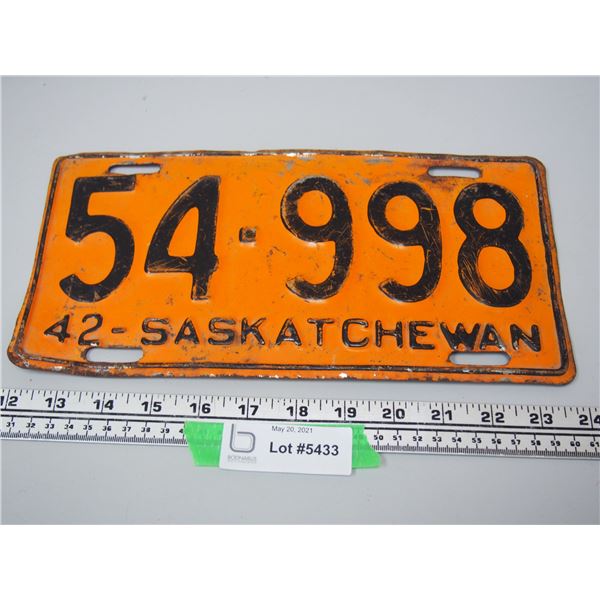 54·998
42-SASKATCHEWAN
12 13 14 15 16 17 18 19 20 21 22 23 24
May 20, 2021
b
BODNARUS
Lot #5433